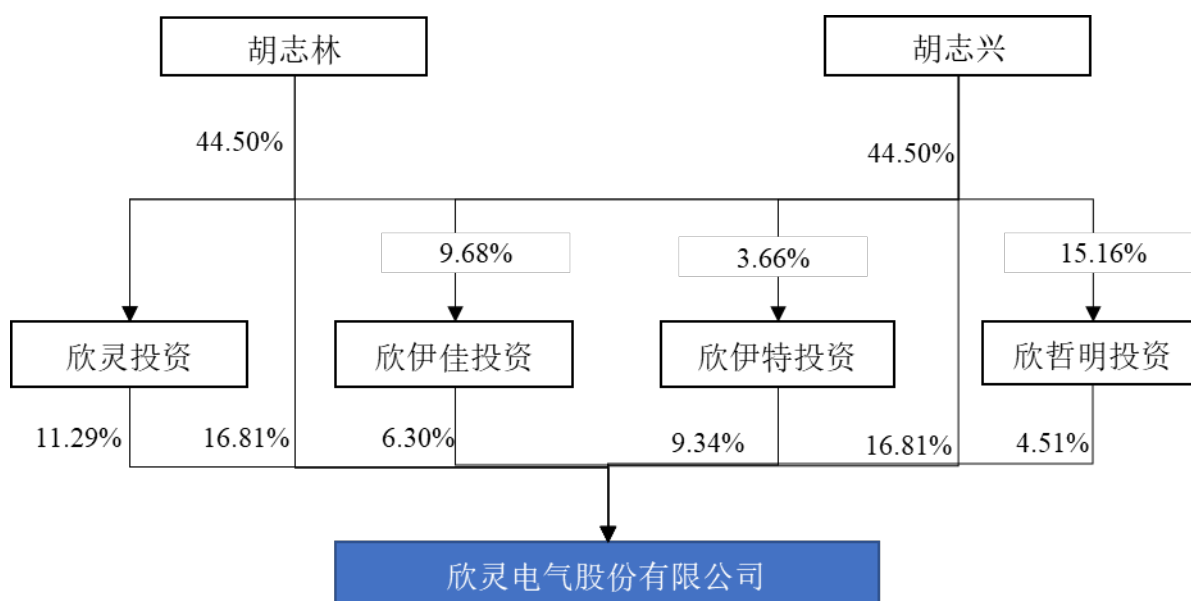 胡志林
胡志兴
44.50%
44.50%
9.68%
3.66%
15.16%
欣灵投资
欣伊佳投资
欣伊特投资
欣哲明投资
11.29%
16.81%
6.30%
9.34%
16.81%
4.51%
欣灵电气股份有限公司